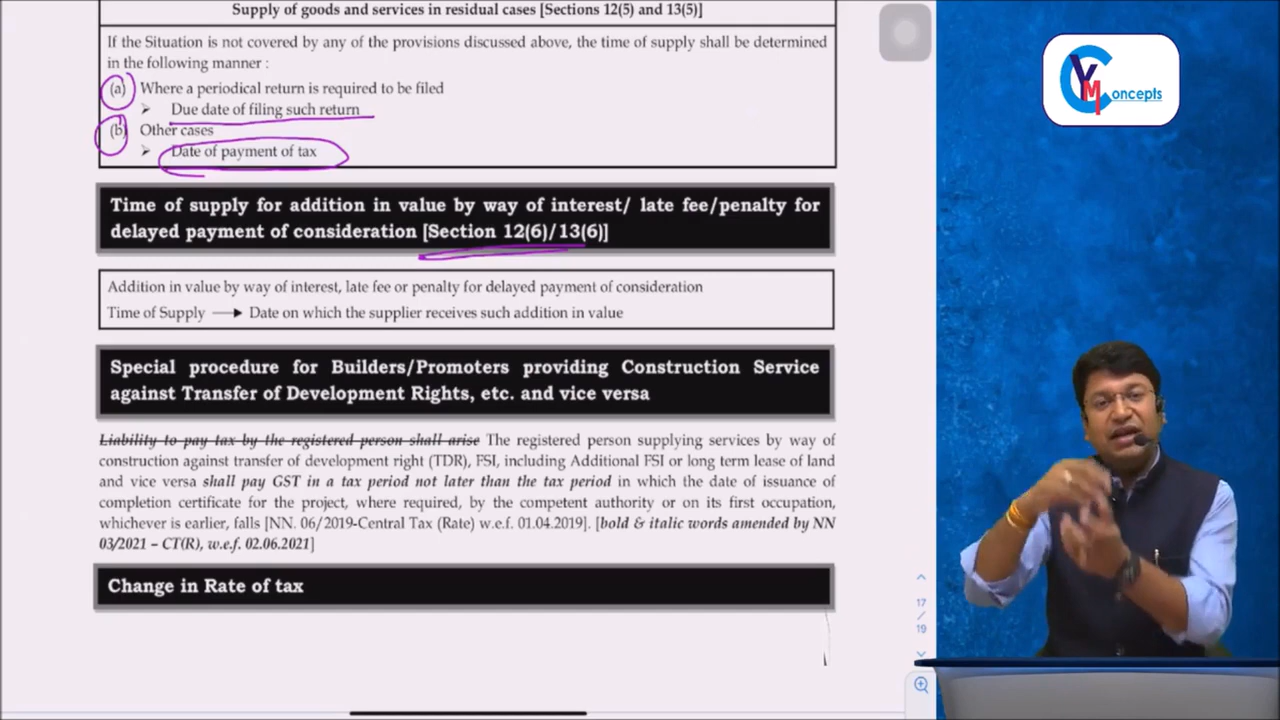 Supply of goods and services in residual cases [Sections 12(5) and 13(5)]
If the Situation is not covered by any of the provisions discussed above, the time of supply shall be determined
in the following manner :
(a) Where a periodical return is required to be filed
➢ Due date of filing such return
(b) Other cases
➢ Date of payment of tax
Time of supply for addition in value by way of interest/ late fee/penalty for
delayed payment of consideration [Section 12(6)/13(6)]
Addition in value by way of interest, late fee or penalty for delayed payment of consideration
Time of Supply → Date on which the supplier receives such addition in value
Special procedure for Builders/Promoters providing Construction Service
against Transfer of Development Rights, etc. and vice versa
Liability to pay tax by the registered person shall arise The registered person supplying services by way of
construction against transfer of development right (TDR), FSI, including Additional FSI or long term lease of land
and vice versa shall pay GST in a tax period not later than the tax period in which the date of issuance of
completion certificate for the project, where required, by the competent authority or on its first occupation,
whichever is earlier, falls [NN. 06/2019-Central Tax (Rate) w.e.f. 01.04.2019]. [bold & italic words amended by NN
03/2021 – CT(R), w.e.f. 02.06.2021]
Change in Rate of tax
YM Concepts
17
/
19